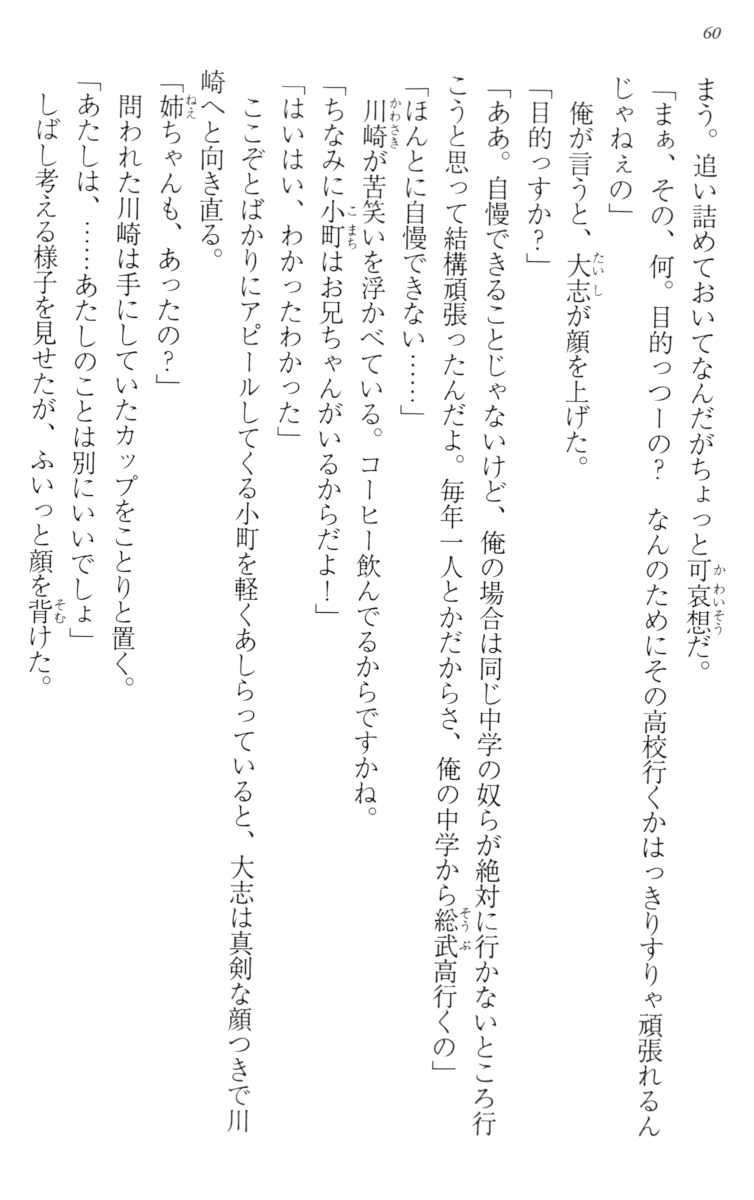 60
まう。追い詰めておいてなんだがちょっと可哀想だ。
「まぁ、その、何。目的っつーの？　なんのためにその高校行くかはっきりすりゃ頑張れるん
じゃねぇの」
俺が言うと、大志が顔を上げた。
「目的っすか？」
「ああ。自慢できることじゃないけど、俺の場合は同じ中学の奴らが絶対に行かないところ行
こうと思って結構頑張ったんだよ。毎年一人とかだからさ、俺の中学から総武高行くの」
「ほんとに自慢できない……」
川崎が苦笑いを浮かべている。コーヒー飲んでるからですかね。
「ちなみに小町はお兄ちゃんがいるからだよ！」
「はいはい、わかったわかった」
ここぞとばかりにアピールしてくる小町を軽くあしらっていると、大志は真剣な顔つきで川
崎へと向き直る。
「姉ちゃんも、あったの？」
問われた川崎は手にしていたカップをことりと置く。
「あたしは、……あたしのことは別にいいでしょ」
しばし考える様子を見せたが、ふいっと顔を背けた。